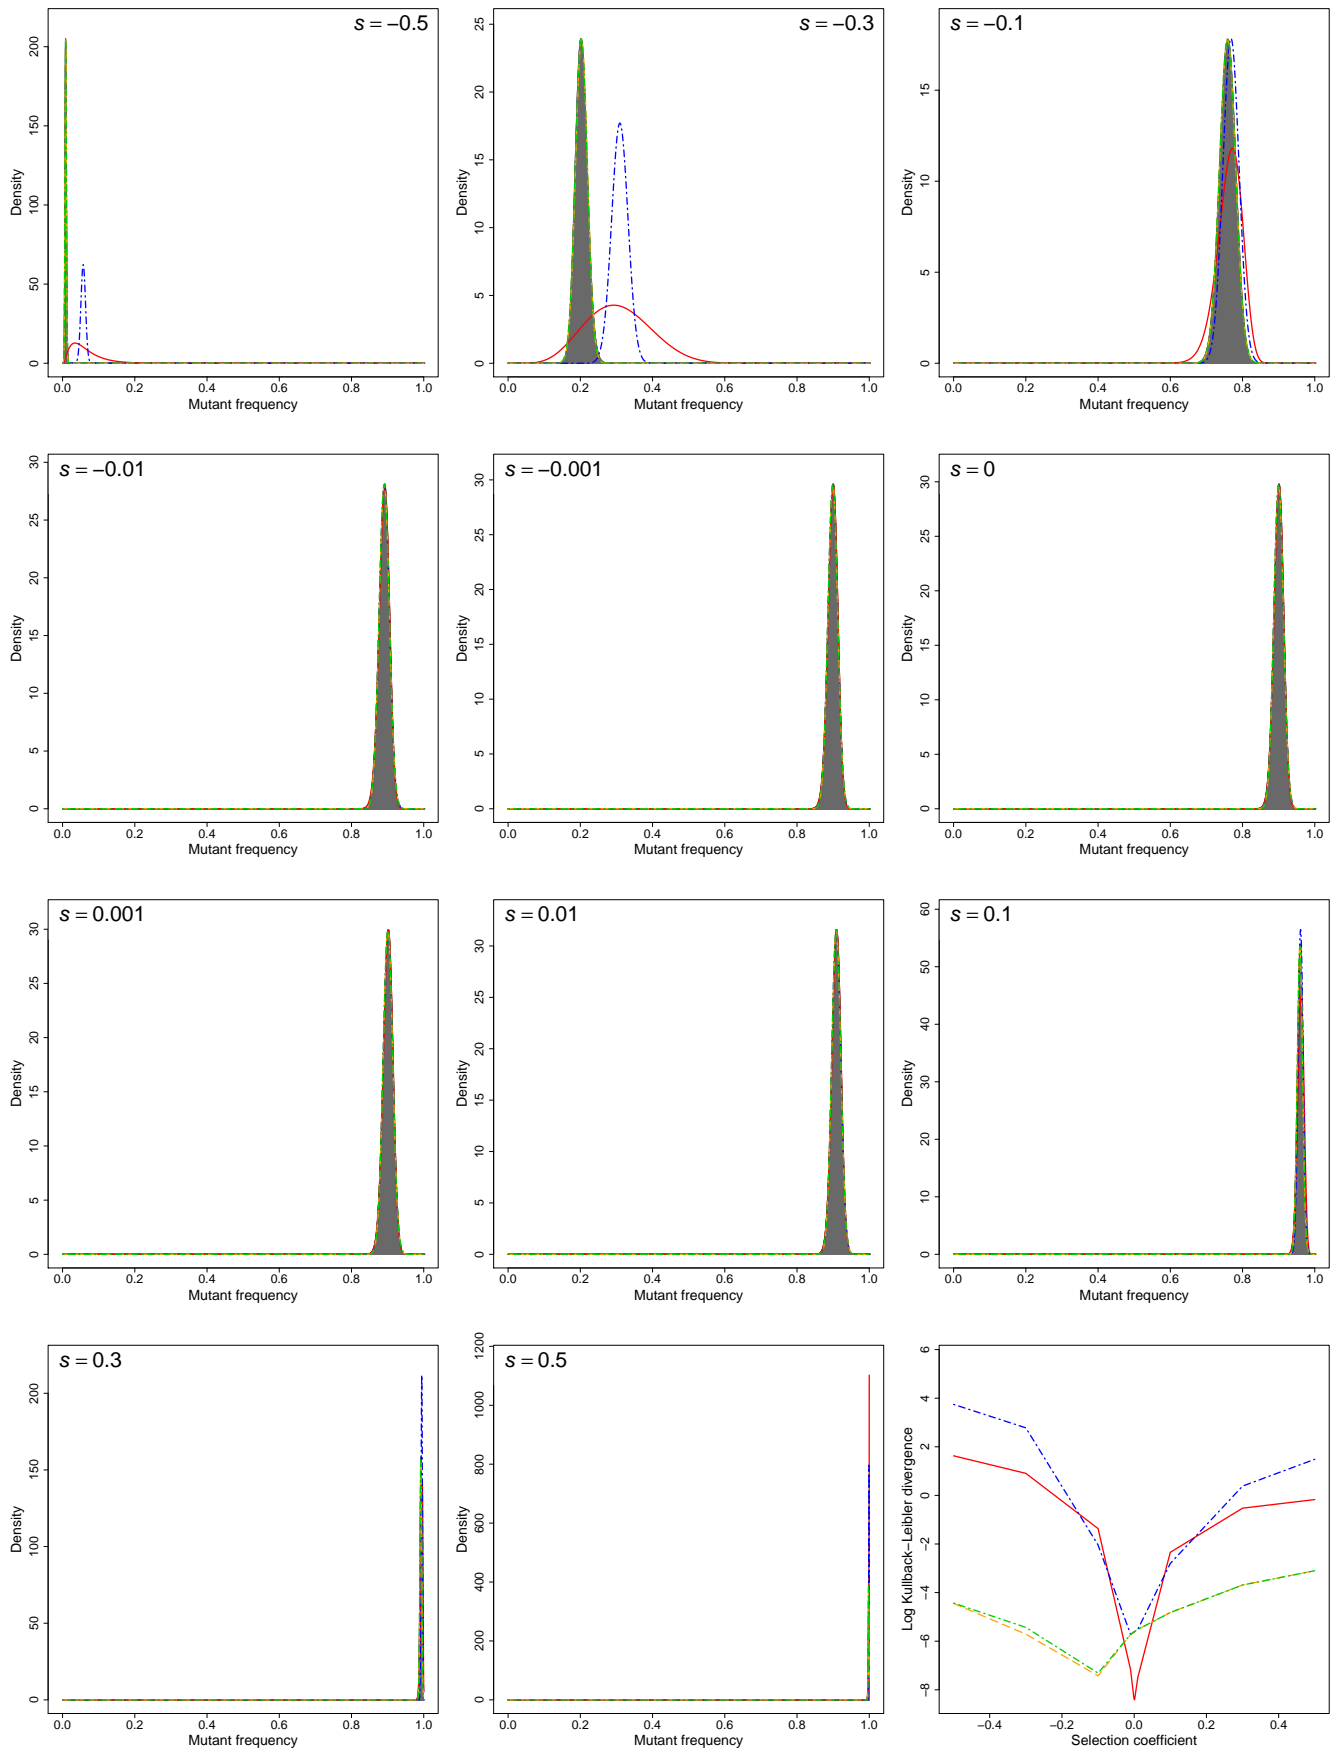 s = −0.5
Density
0 50 100 150 200
0.0 0.2 0.4 0.6 0.8 1.0
Mutant frequency
s = −0.3
Density
0 5 10 15 20 25
0.0 0.2 0.4 0.6 0.8 1.0
Mutant frequency
s = −0.1
Density
0 5 10 15
0.0 0.2 0.4 0.6 0.8 1.0
Mutant frequency
s = −0.01
Density
0 5 10 15 20 25 30
0.0 0.2 0.4 0.6 0.8 1.0
Mutant frequency
s = −0.001
Density
0 5 10 15 20 25 30
0.0 0.2 0.4 0.6 0.8 1.0
Mutant frequency
s = 0
Density
0 5 10 15 20 25 30
0.0 0.2 0.4 0.6 0.8 1.0
Mutant frequency
s = 0.001
Density
0 5 10 15 20 25 30
0.0 0.2 0.4 0.6 0.8 1.0
Mutant frequency
s = 0.01
Density
0 5 10 15 20 25 30
0.0 0.2 0.4 0.6 0.8 1.0
Mutant frequency
s = 0.1
Density
0 10 20 30 40 50 60
0.0 0.2 0.4 0.6 0.8 1.0
Mutant frequency
s = 0.3
Density
0 50 100 150 200
0.0 0.2 0.4 0.6 0.8 1.0
Mutant frequency
s = 0.5
Density
0 200 400 600 800 1000 1200
0.0 0.2 0.4 0.6 0.8 1.0
Mutant frequency
Log Kullback−Leibler divergence
−8 −6 −4 −2 0 2 4 6
−0.4 −0.2 0.0 0.2 0.4
Selection coefficient